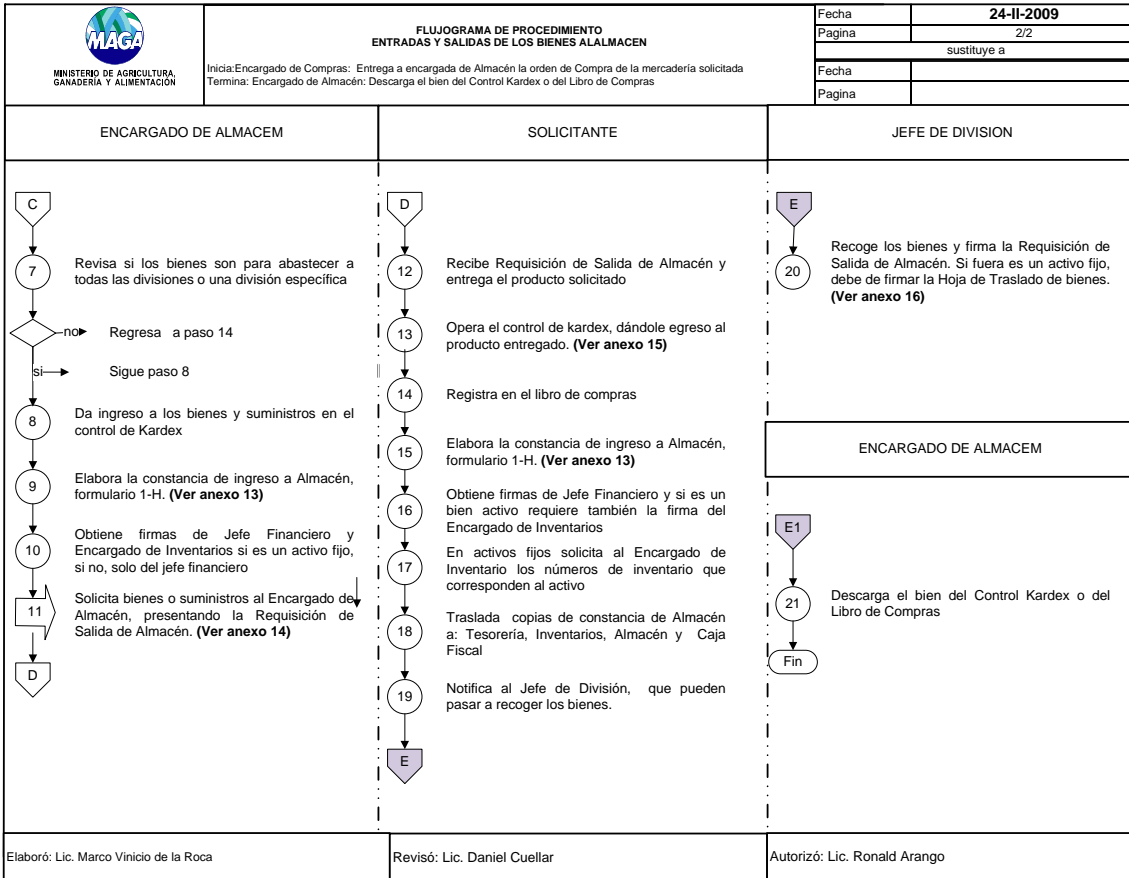 MAGA
MINISTERIO DE AGRICULTURA,
GANADERÍA Y ALIMENTACIÓN
FLUJOGRAMA DE PROCEDIMIENTO
ENTRADAS Y SALIDAS DE LOS BIENES ALALMACEN
Inicia:Encargado de Compras: Entrega a encargada de Almacén la orden de Compra de la mercadería solicitada
Termina: Encargado de Almacén: Descarga el bien del Control Kardex o del Libro de Compras
Fecha 24-II-2009
Pagina 2/2
sustituye a
Fecha
Pagina
ENCARGADO DE ALMACEM
C
7
Revisa si los bienes son para abastecer a
todas las divisiones o una división específica
no
Regresa a paso 14
si
Sigue paso 8
8
Da ingreso a los bienes y suministros en el
control de Kardex
9
Elabora la constancia de ingreso a Almacén,
formulario 1-H. (Ver anexo 13)
10
Obtiene firmas de Jefe Financiero y
Encargado de Inventarios si es un activo fijo,
si no, solo del jefe financiero
11
Solicita bienes o suministros al Encargado de
Almacén, presentando la Requisición de
Salida de Almacén. (Ver anexo 14)
D
SOLICITANTE
D
12
Recibe Requisición de Salida de Almacén y
entrega el producto solicitado
13
Opera el control de kardex, dándole egreso al
producto entregado. (Ver anexo 15)
14
Registra en el libro de compras
15
Elabora la constancia de ingreso a Almacén,
formulario 1-H. (Ver anexo 13)
16
Obtiene firmas de Jefe Financiero y si es un
bien activo requiere también la firma del
Encargado de Inventarios
17
En activos fijos solicita al Encargado de
Inventario los números de inventario que
corresponden al activo
18
Traslada copias de constancia de Almacén
a: Tesorería, Inventarios, Almacén y Caja
Fiscal
19
Notifica al Jefe de División, que pueden
pasar a recoger los bienes.
E
JEFE DE DIVISION
E
20
Recoge los bienes y firma la Requisición de
Salida de Almacén. Si fuera es un activo fijo,
debe de firmar la Hoja de Traslado de bienes.
(Ver anexo 16)
ENCARGADO DE ALMACEM
E1
21
Descarga el bien del Control Kardex o del
Libro de Compras
Fin
Elaboró: Lic. Marco Vinicio de la Roca
Revisó: Lic. Daniel Cuellar
Autorizó: Lic. Ronald Arango